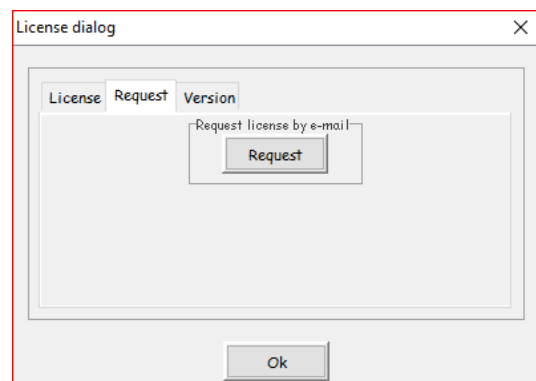 License dialog
License Request Version
Request license by e-mail
Request
Ok